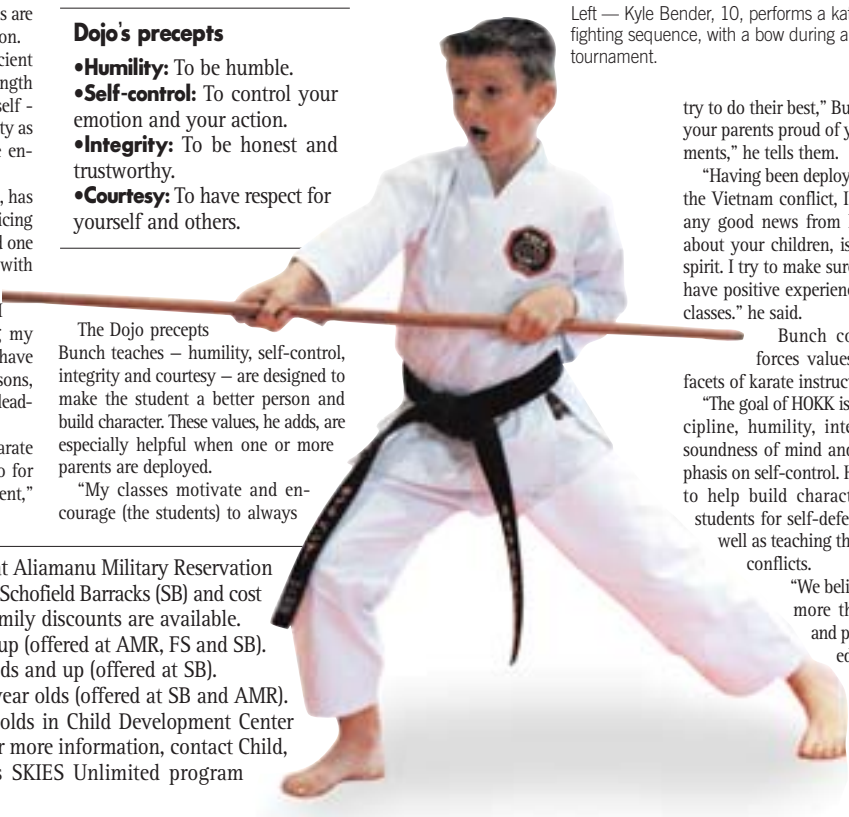 s are
on.
cient
ngth
self -
ty as
e en-
, has
icing
d one
with
I
g my
have
sons,
lead-
arate
o for
ent,”
Dojo’s precepts
•Humility: To be humble.
•Self-control: To control your
emotion and your action.
•Integrity: To be honest and
trustworthy.
•Courtesy: To have respect for
yourself and others.
The Dojo precepts
Bunch teaches – humility, self-control,
integrity and courtesy – are designed to
make the student a better person and
build character. These values, he adds, are
especially helpful when one or more
parents are deployed.
“My classes motivate and en-
courage (the students) to always
at Aliamanu Military Reservation
Schofield Barracks (SB) and cost
mily discounts are available.
up (offered at AMR, FS and SB).
ds and up (offered at SB).
year olds (offered at SB and AMR).
olds in Child Development Center
r more information, contact Child,
s SKIES Unlimited program
Left — Kyle Bender, 10, performs a kat
fighting sequence, with a bow during a
tournament.
try to do their best,” Bu
your parents proud of y
ments,” he tells them.
“Having been deploy
the Vietnam conflict, I
any good news from
about your children, is
spirit. I try to make sure
have positive experienc
classes.” he said.
Bunch co
forces values
facets of karate instruc
“The goal of HOKK is
cipline, humility, inte
soundness of mind and
phasis on self-control.
to help build charact
students for self-defe
well as teaching th
conflicts.
“We beli
more th
and p
ec